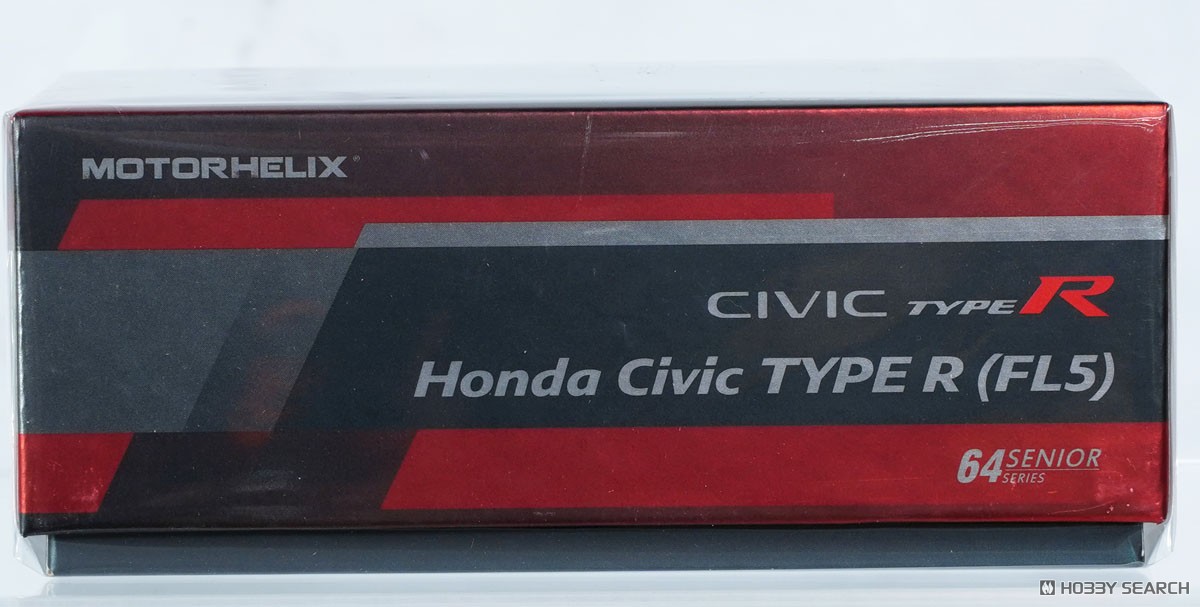 MOTORHELIX
CIVIC TYPE R
Honda Civic TYPE R (FL5)
64 SENIOR
SERIES
HOBBY SEARCH